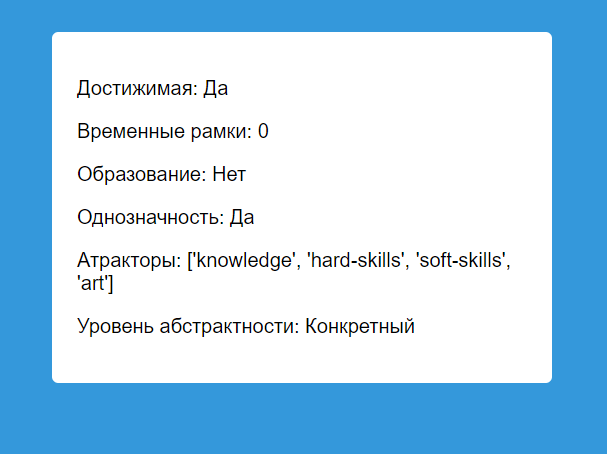 Достижимая: Да
Временные рамки: 0
Образование: Нет
Однозначность: Да
Атракторы: ['knowledge', 'hard-skills', 'soft-skills',
'art']
Уровень абстрактности: Конкретный